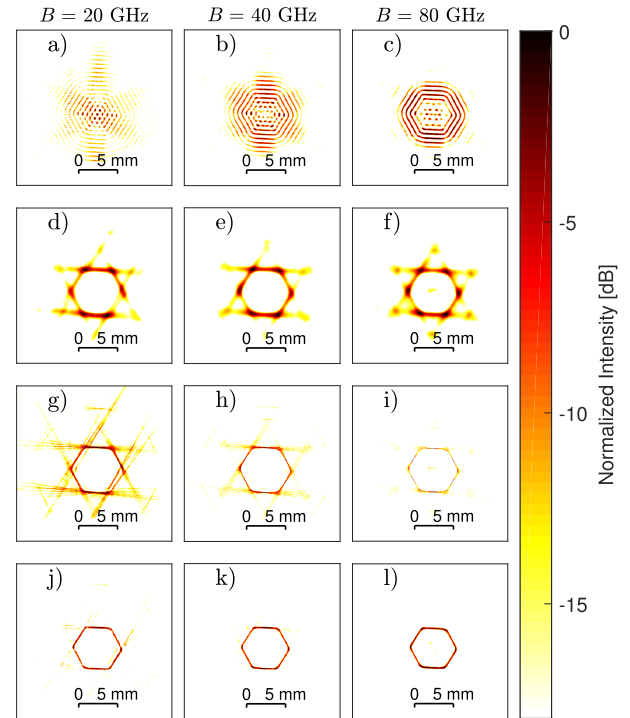 B = 20 GHz B = 40 GHz B = 80 GHz
a) b) c)
0 5 mm 0 5 mm 0 5 mm
d) e) f)
0 5 mm 0 5 mm 0 5 mm
g) h) i)
0 5 mm 0 5 mm 0 5 mm
j) k) l)
0 5 mm 0 5 mm 0 5 mm
0
-5
-10
-15
Normalized Intensity [dB]